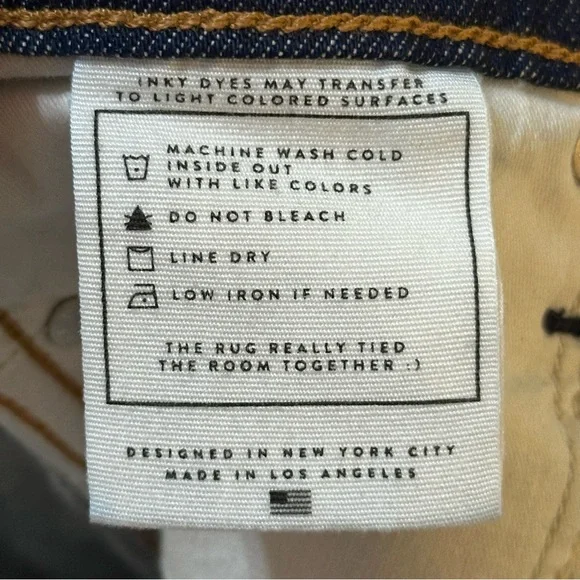 INKY DYES MAY TRANSFER
TO LIGHT COLORED SURFACES
MACHINE WASH COLD
INSIDE OUT
WITH LIKE COLORS
DO NOT BLEACH
LINE DRY
LOW IRON IF NEEDED
THE RUG REALLY TIED
THE ROOM TOGETHER :)
DESIGNED IN NEW YORK CITY
MADE IN LOS ANGELES